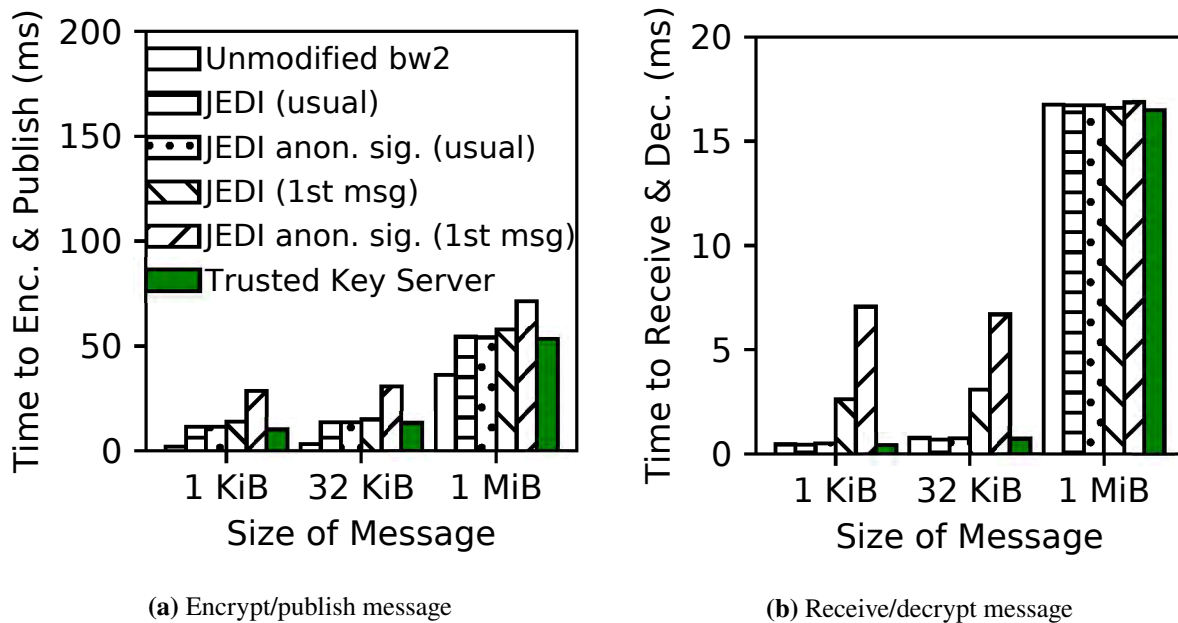 Time to Enc. & Publish (ms)
200
150
100
50
0
Unmodified bw2
JEDI (usual)
JEDI anon. sig. (usual)
JEDI (1st msg)
JEDI anon. sig. (1st msg)
Trusted Key Server
1 KiB 32 KiB 1 MiB
Size of Message
(a) Encrypt/publish message
Time to Receive & Dec. (ms)
20
15
10
5
0
1 KiB 32 KiB 1 MiB
Size of Message
(b) Receive/decrypt message